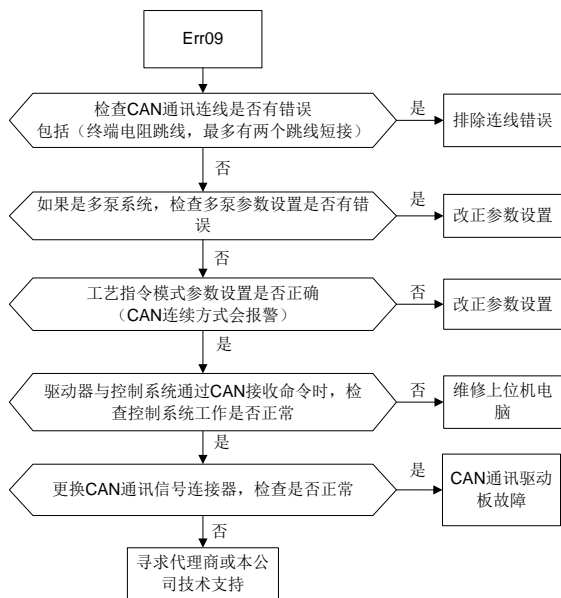 Err09
检查CAN通讯连线是否有错误
包括（终端电阻跳线，最多有两个跳线短接）
是
排除连线错误
否
如果是多泵系统，检查多泵参数设置是否有错
误
是
改正参数设置
否
工艺指令模式参数设置是否正确
（CAN连续方式会报警）
否
改正参数设置
是
驱动器与控制系统通过CAN接收命令时，检
查控制系统工作是否正常
否
维修上位机电
脑
是
更换CAN通讯信号连接器，检查是否正常
是
CAN通讯驱动
板故障
否
寻求代理商或本公
司技术支持